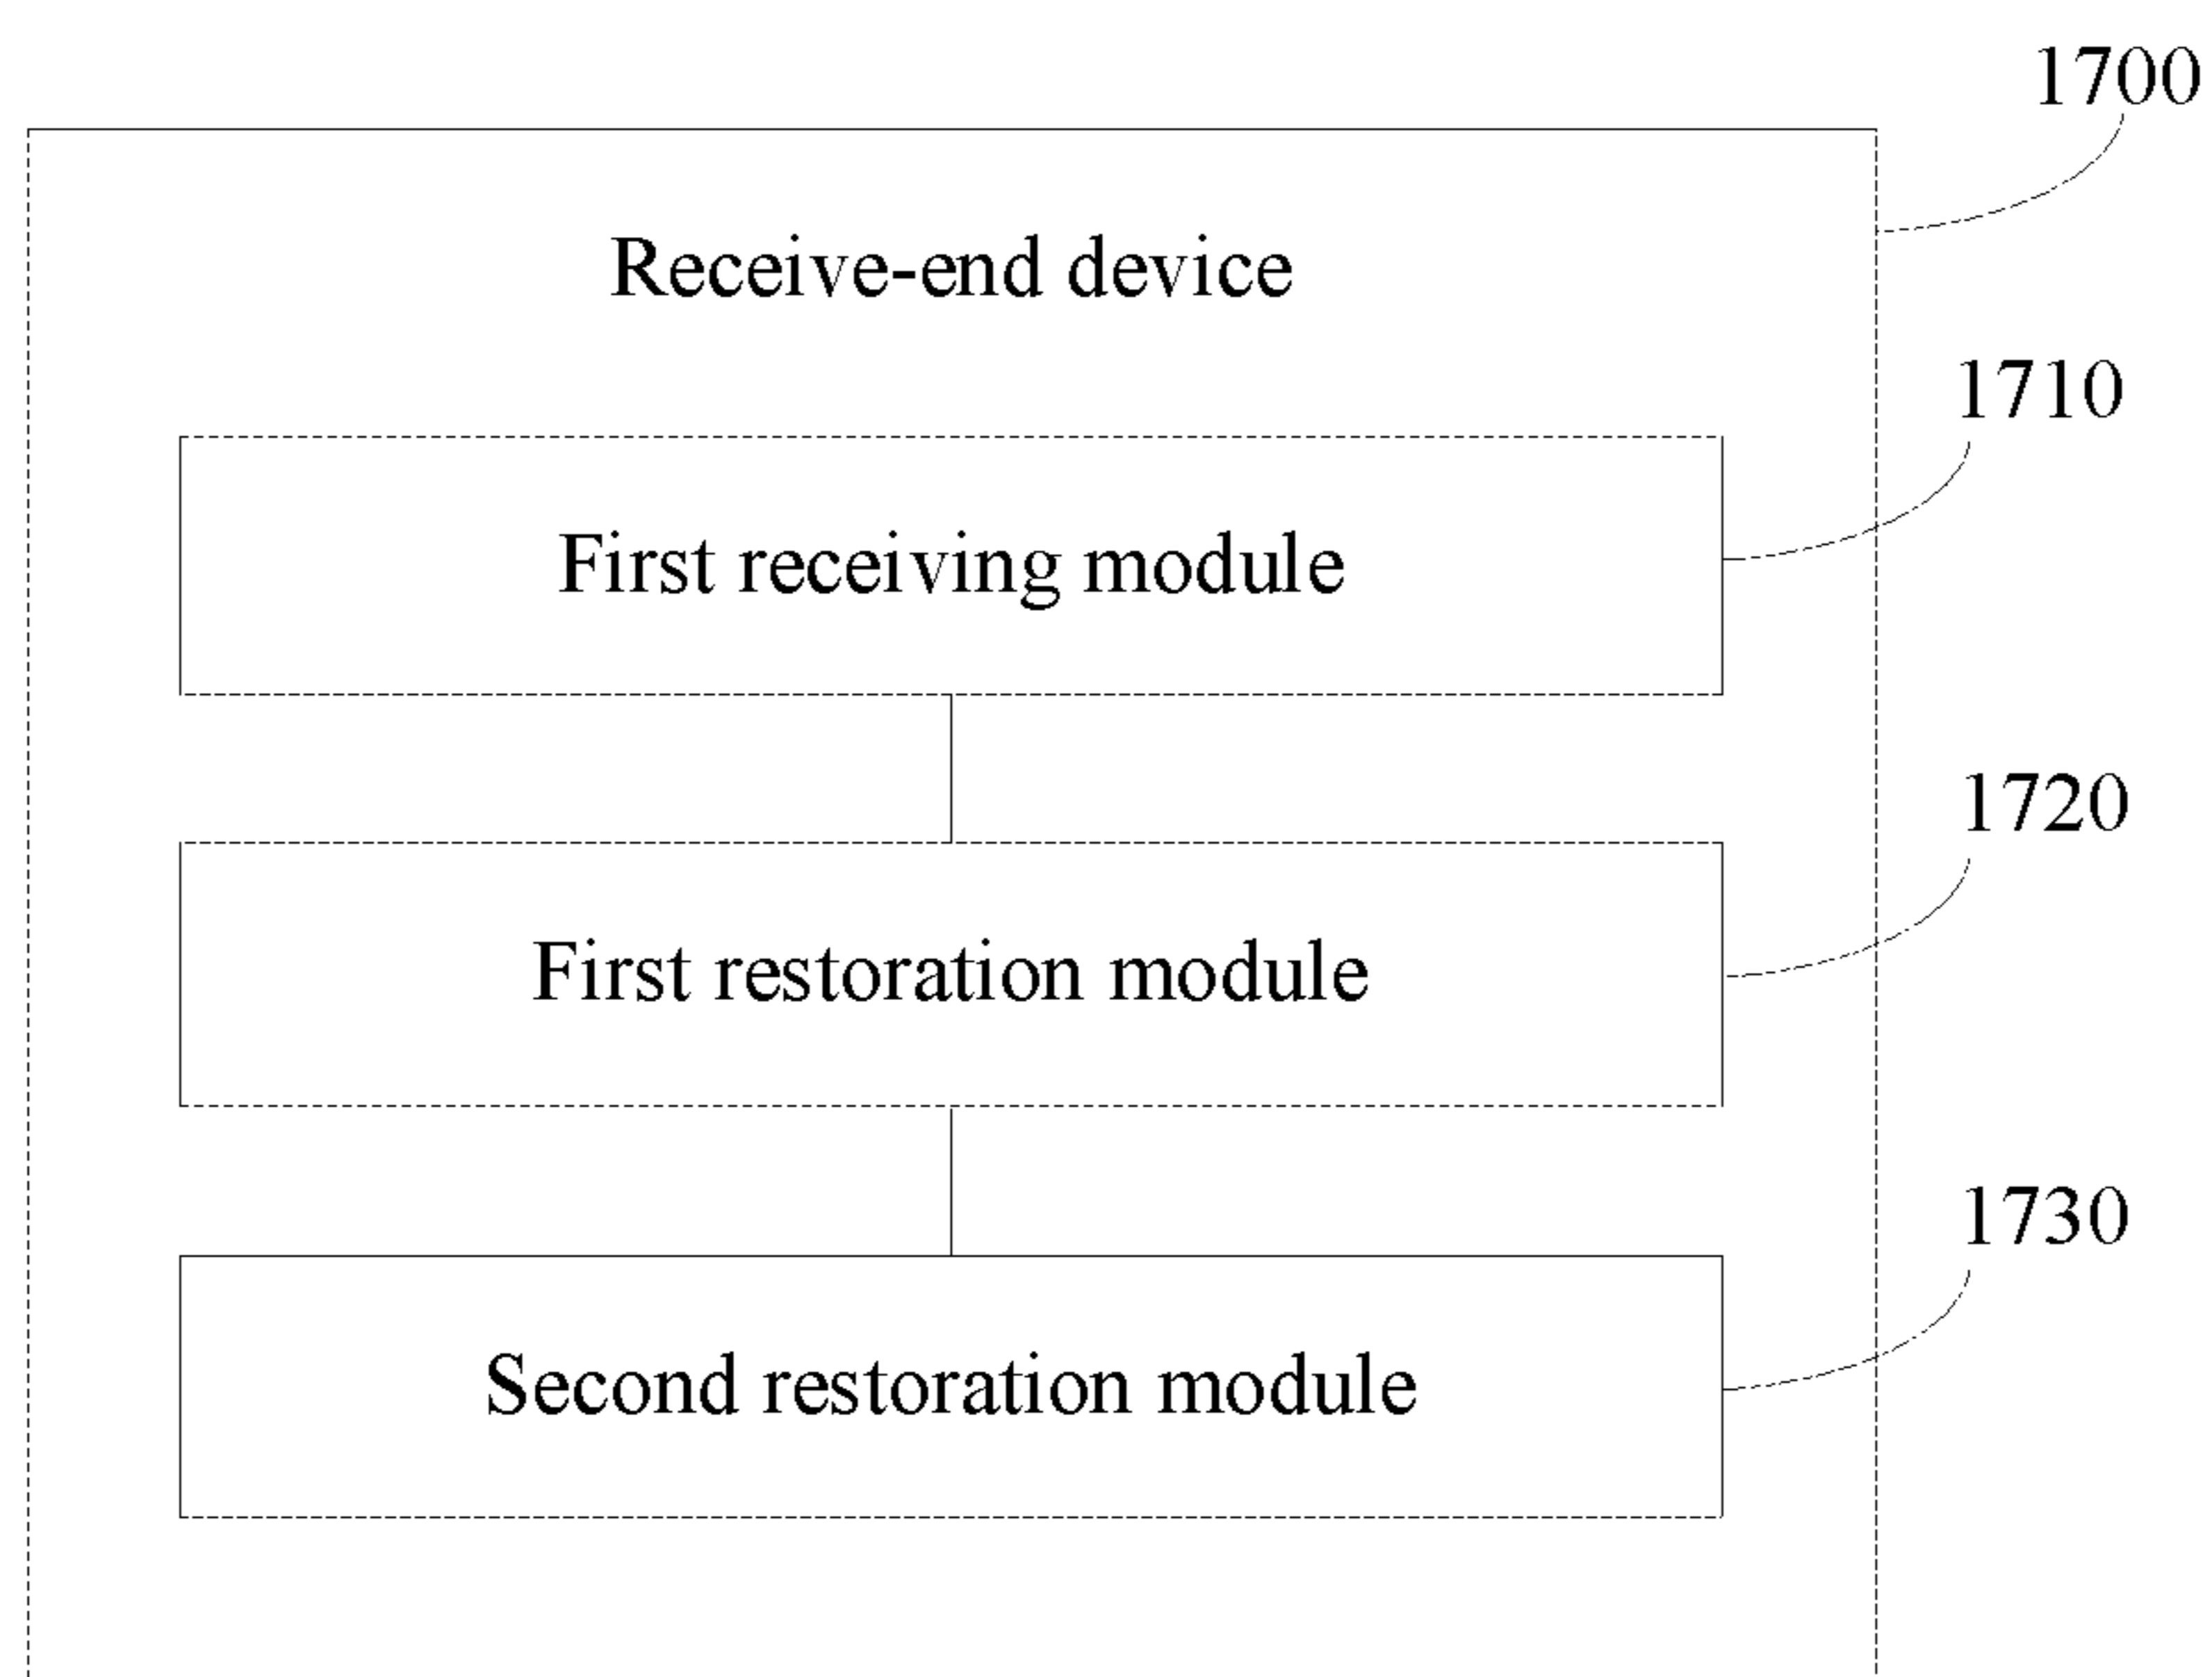 1700
Receive-end device
1710
First receiving module
1720
First restoration module
1730
Second restoration module